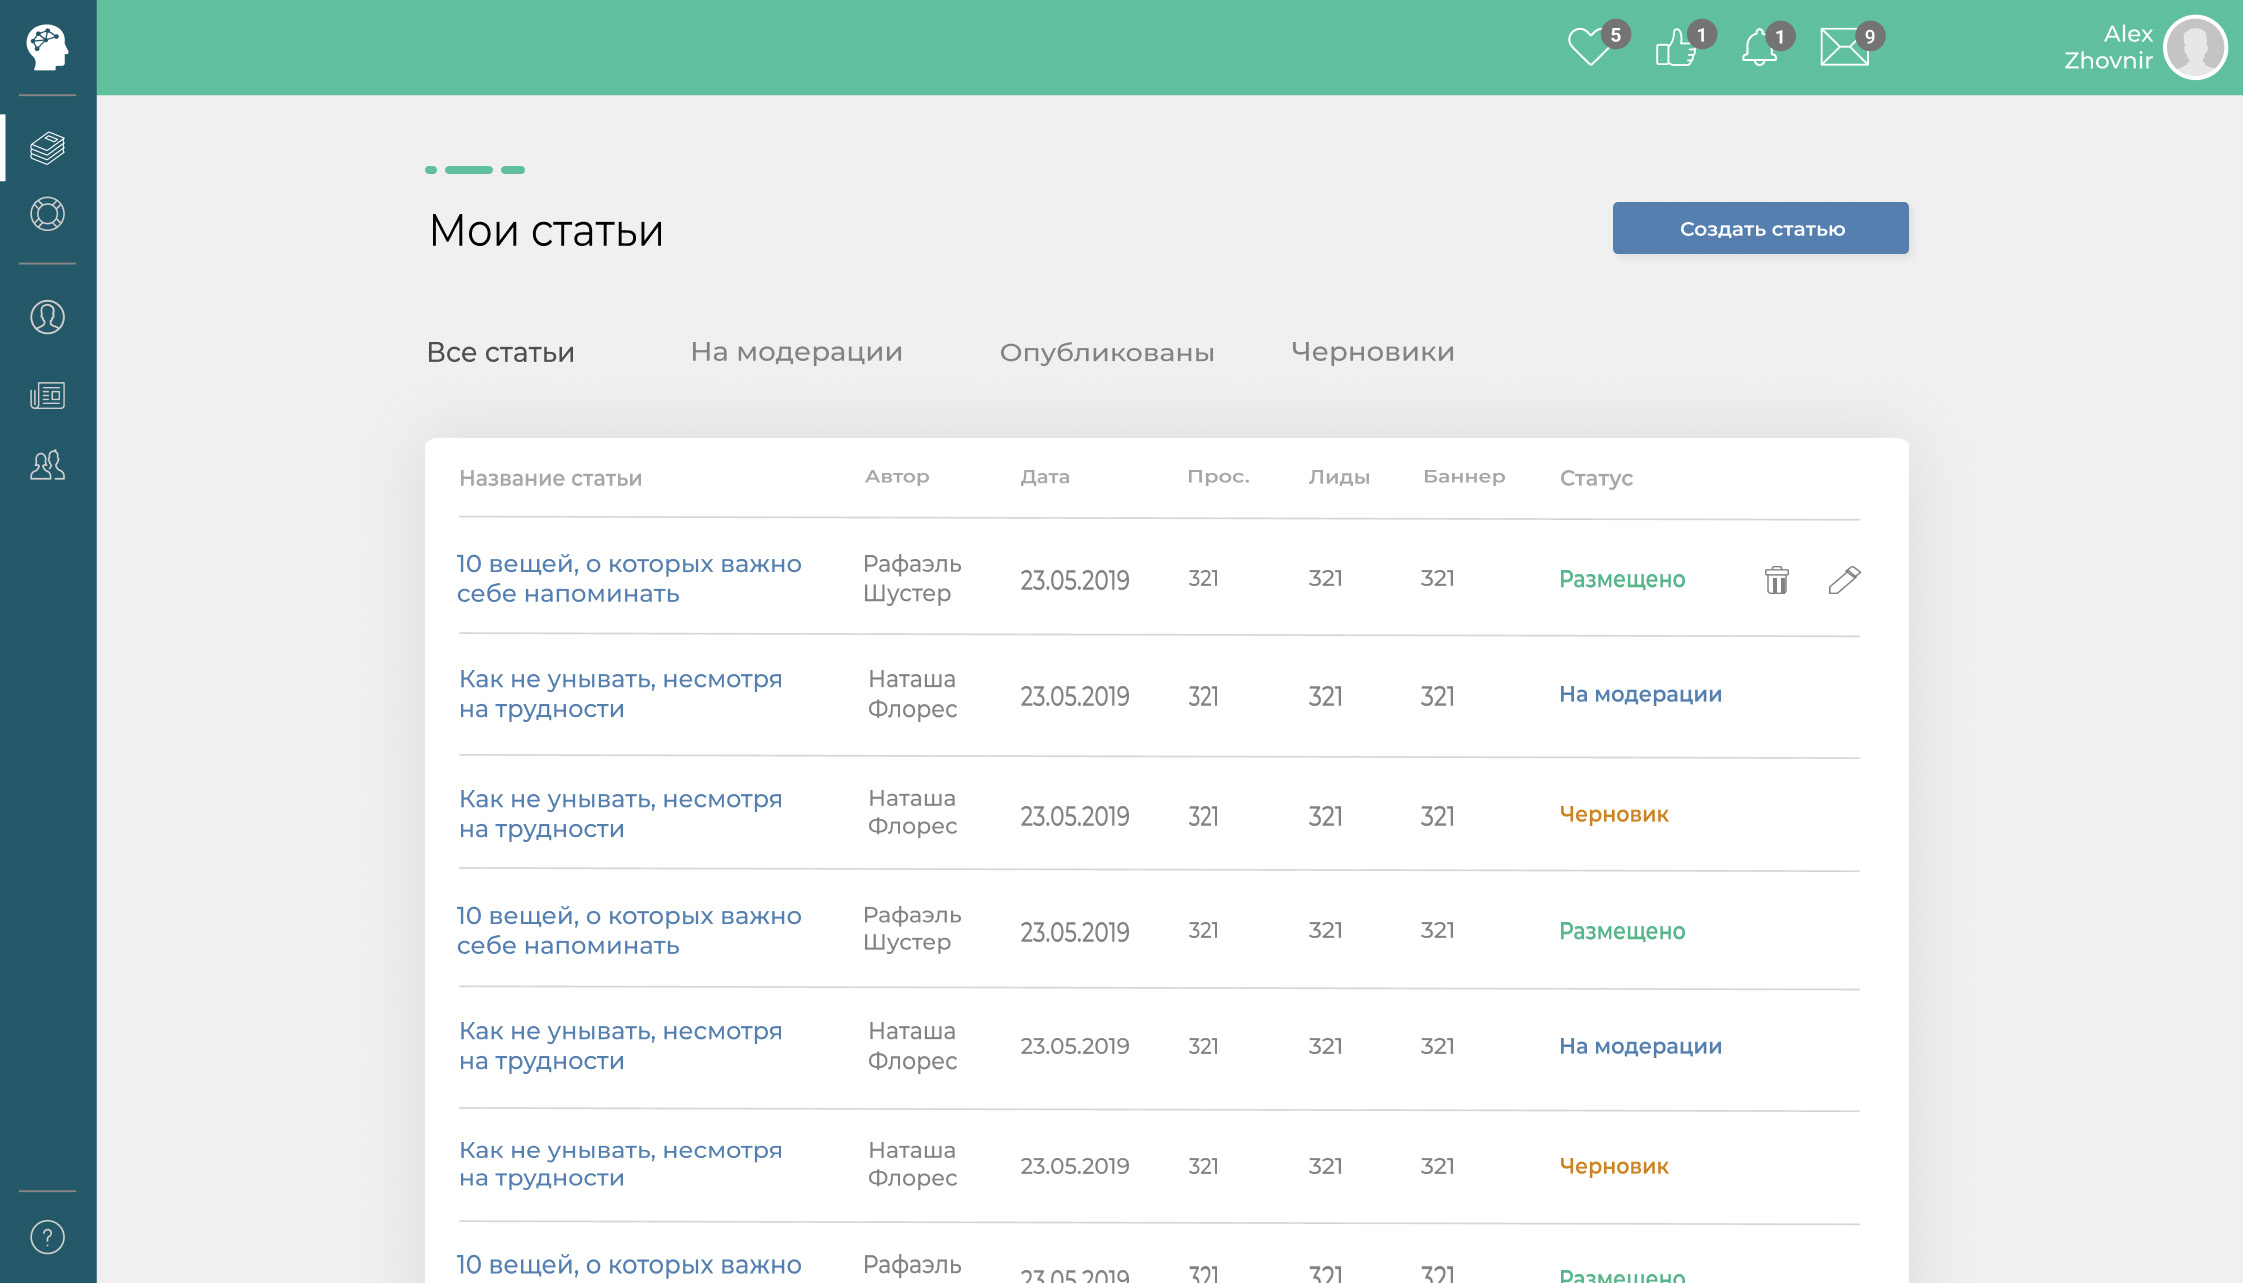 5
1
1
9
Alex
Zhovnir
Мои статьи
Создать статью
Все статьи
На модерации
Опубликованы
Черновики
Название статьи
Автор
Дата
Прос.
Лиды
Баннер
Статус
10 вещей, о которых важно
себе напоминать
Рафаэль
Шустер
23.05.2019
321
321
321
Размещено
Как не унывать, несмотря
на трудности
Наташа
Флорес
23.05.2019
321
321
321
На модерации
Как не унывать, несмотря
на трудности
Наташа
Флорес
23.05.2019
321
321
321
Черновик
10 вещей, о которых важно
себе напоминать
Рафаэль
Шустер
23.05.2019
321
321
321
Размещено
Как не унывать, несмотря
на трудности
Наташа
Флорес
23.05.2019
321
321
321
На модерации
Как не унывать, несмотря
на трудности
Наташа
Флорес
23.05.2019
321
321
321
Черновик
10 вещей, о которых важно
Рафаэль
23.05.2019
321
321
321
Размещено
?